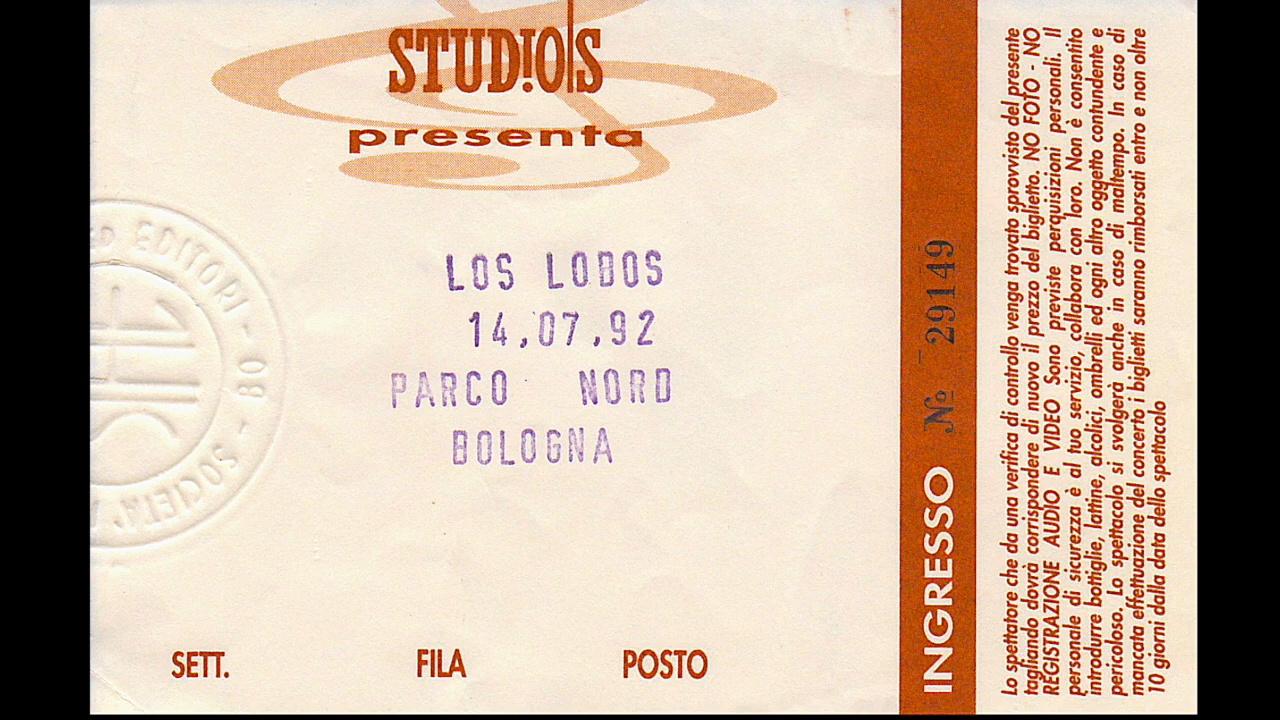 STUD!O'S
presenta
EDITORI - BO -
SOCIETA'
LOS LOBOS
14.07.92
PARCO NORD
BOLOGNA
SETT. FILA POSTO
INGRESSO № 29149
Lo spettatore che da una verifica di controllo venga trovato sprovvisto del presente
tagliando dovrà corrispondere di nuovo il prezzo del biglietto. NO FOTO - NO
REGISTRAZIONE AUDIO E VIDEO Sono previste perquisizioni personali. Il
personale di sicurezza è al tuo servizio, collabora con loro. Non è consentito
introdurre bottiglie, lattine, alcolici, ombrelli ed ogni altro oggetto contundente e
pericoloso. Lo spettacolo si svolgerà anche in caso di maltempo. In caso di
mancata effettuazione del concerto i biglietti saranno rimborsati entro e non oltre
10 giorni dalla data dello spettacolo